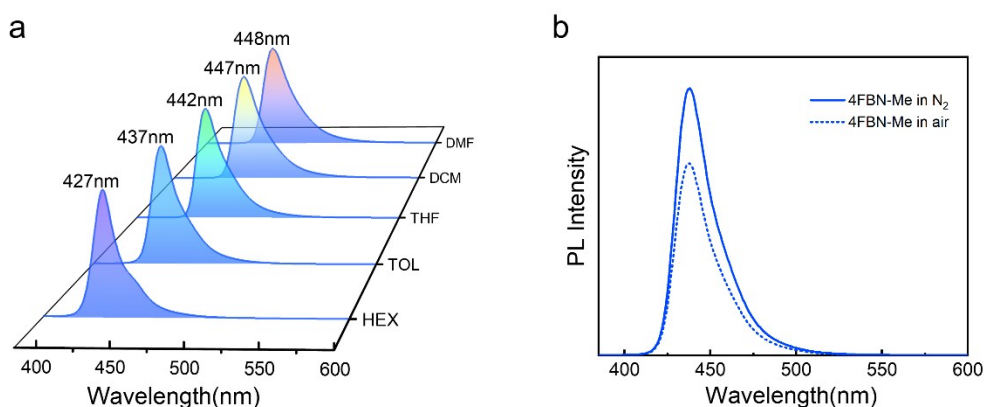 a
448nm
447nm
442nm
437nm
427nm
DMF
DCM
THF
TOL
HEX
400 450 500 550 600
Wavelength(nm)
b
4FBN-Me in N₂
4FBN-Me in air
PL Intensity
400 450 500 550 600
Wavelength(nm)